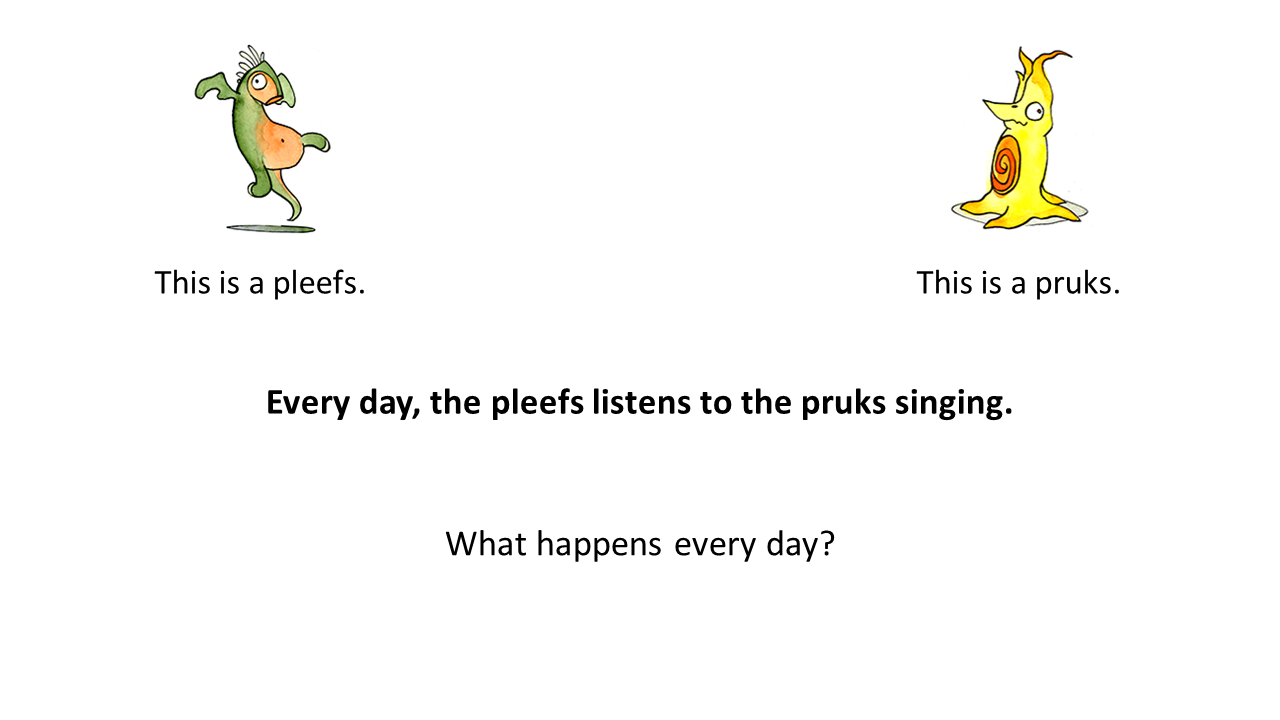 This is a pleefs.
This is a pruks.
Every day, the pleefs listens to the pruks singing.
What happens every day?